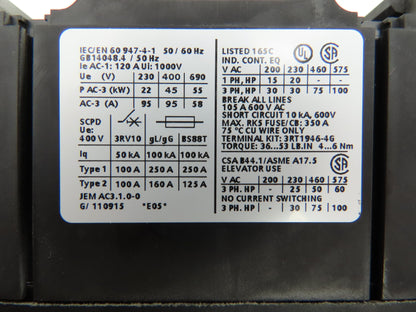 IEC/EN 60 947-4-1 50/60 Hz
GB14048.4 / 50 Hz
Ie AC-1: 120 A Ui: 1000V
Ue (V) 230 400 690
P AC-3 (kW) 22 45 55
AC-3 (A) 95 95 58
SCPD
Ue:
400 V 3RV10 gL/gG BS88T
Iq 50 kA 100 kA 100 kA
Type 1 100 A 250 A 250 A
Type 2 100 A 160 A 125 A
JEM AC3.1.0-0
G/ 110915 *E05*
LISTED 165C
IND. CONT. EQ
V AC 200 230 460 575
1 PH. HP 15 20 - -
3 PH. HP 30 30 75 100
BREAK ALL LINES
105 A 600 V AC
SHORT CIRCUIT 10 kA, 600V
MAX. RK5 FUSE/CB: 350 A
75 °C CU WIRE ONLY
TERMINAL KIT: 3RT1946-4G
TORQUE: 36...53 LB.IN 4...6 Nm
CSA B44.1/ASME A17.5
ELEVATOR USE
V AC 200 230 460 575
3 PH. HP - 25 50 60
NO CURRENT SWITCHING
3 PH. HP - 30 75 100